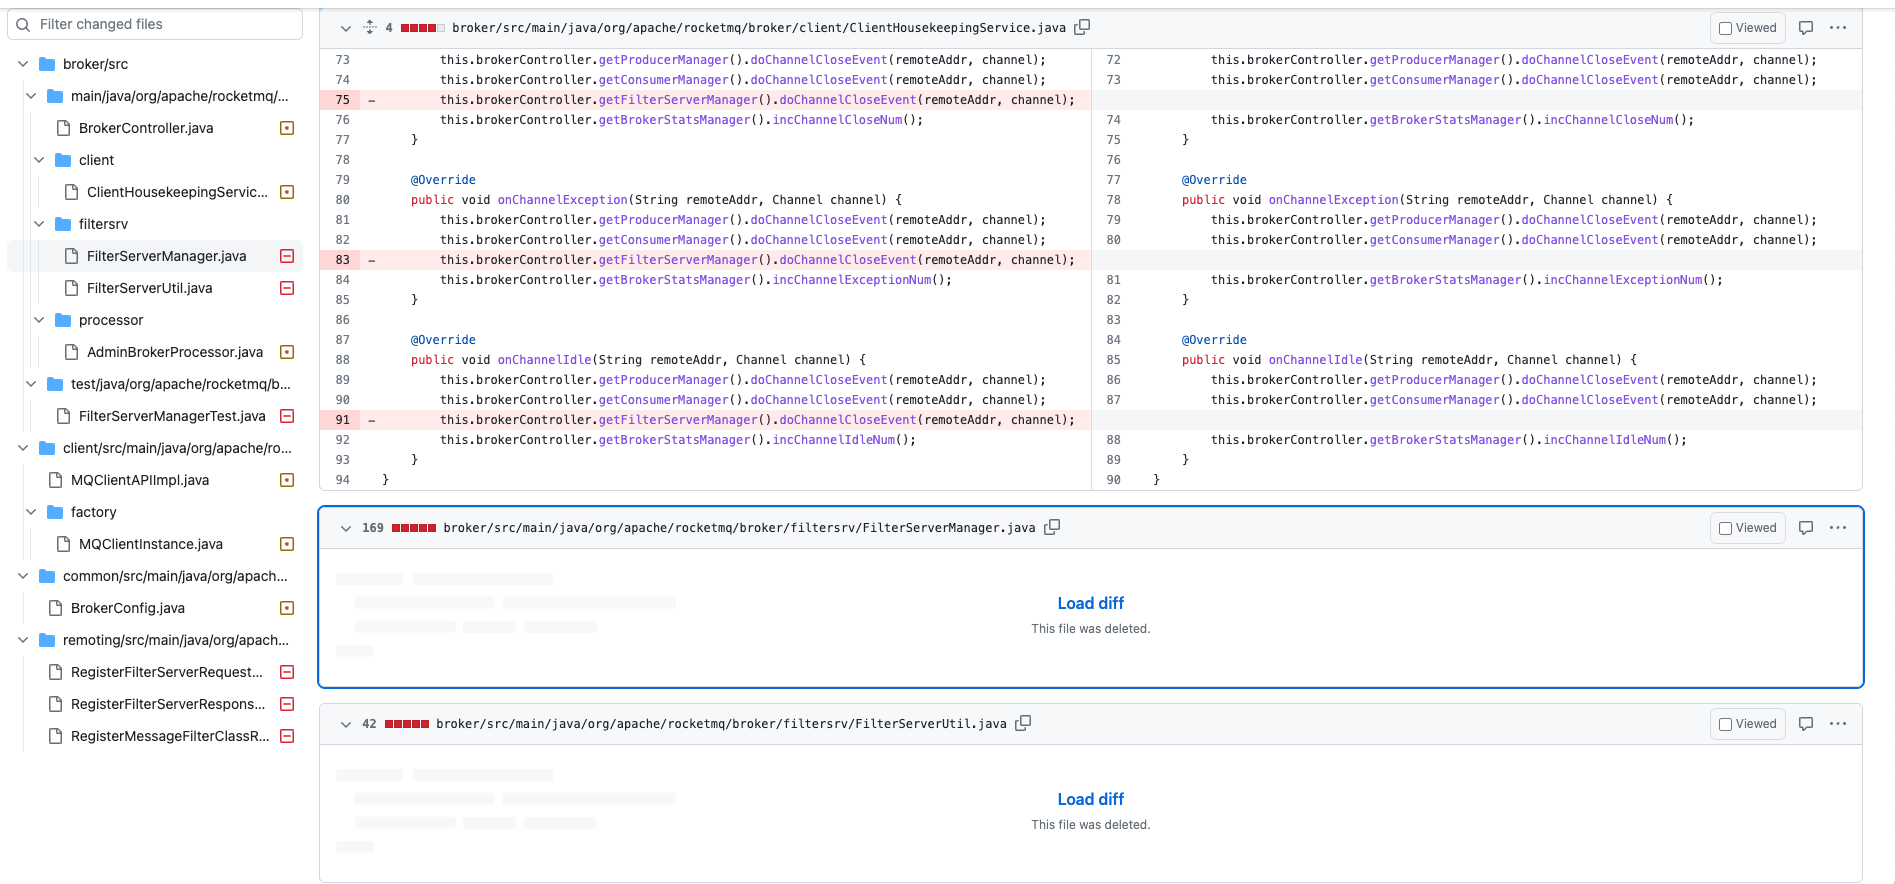 Filter changed files
broker/src
main/java/org/apache/rocketmq/...
BrokerController.java
client
ClientHousekeepingServic...
filtersrv
FilterServerManager.java
FilterServerUtil.java
processor
AdminBrokerProcessor.java
test/java/org/apache/rocketmq/b...
FilterServerManagerTest.java
client/src/main/java/org/apache/ro...
MQClientAPIImpl.java
factory
MQClientInstance.java
common/src/main/java/org/apach...
BrokerConfig.java
remoting/src/main/java/org/apach...
RegisterFilterServerRequest...
RegisterFilterServerRespons...
RegisterMessageFilterClassR...
4 broker/src/main/java/org/apache/rocketmq/broker/client/ClientHousekeepingService.java Viewed
73 this.brokerController.getProducerManager().doChannelCloseEvent(remoteAddr, channel);
74 this.brokerController.getConsumerManager().doChannelCloseEvent(remoteAddr, channel);
75 - this.brokerController.getFilterServerManager().doChannelCloseEvent(remoteAddr, channel);
76 this.brokerController.getBrokerStatsManager().incChannelCloseNum();
77 }
78
79 @Override
80 public void onChannelException(String remoteAddr, Channel channel) {
81 this.brokerController.getProducerManager().doChannelCloseEvent(remoteAddr, channel);
82 this.brokerController.getConsumerManager().doChannelCloseEvent(remoteAddr, channel);
83 - this.brokerController.getFilterServerManager().doChannelCloseEvent(remoteAddr, channel);
84 this.brokerController.getBrokerStatsManager().incChannelExceptionNum();
85 }
86
87 @Override
88 public void onChannelIdle(String remoteAddr, Channel channel) {
89 this.brokerController.getProducerManager().doChannelCloseEvent(remoteAddr, channel);
90 this.brokerController.getConsumerManager().doChannelCloseEvent(remoteAddr, channel);
91 - this.brokerController.getFilterServerManager().doChannelCloseEvent(remoteAddr, channel);
92 this.brokerController.getBrokerStatsManager().incChannelIdleNum();
93 }
94 }
72 this.brokerController.getProducerManager().doChannelCloseEvent(remoteAddr, channel);
73 this.brokerController.getConsumerManager().doChannelCloseEvent(remoteAddr, channel);
74 this.brokerController.getBrokerStatsManager().incChannelCloseNum();
75 }
76
77 @Override
78 public void onChannelException(String remoteAddr, Channel channel) {
79 this.brokerController.getProducerManager().doChannelCloseEvent(remoteAddr, channel);
80 this.brokerController.getConsumerManager().doChannelCloseEvent(remoteAddr, channel);
81 this.brokerController.getBrokerStatsManager().incChannelExceptionNum();
82 }
83
84 @Override
85 public void onChannelIdle(String remoteAddr, Channel channel) {
86 this.brokerController.getProducerManager().doChannelCloseEvent(remoteAddr, channel);
87 this.brokerController.getConsumerManager().doChannelCloseEvent(remoteAddr, channel);
88 this.brokerController.getBrokerStatsManager().incChannelIdleNum();
89 }
90 }
169 broker/src/main/java/org/apache/rocketmq/broker/filtersrv/FilterServerManager.java Viewed
Load diff
This file was deleted.
42 broker/src/main/java/org/apache/rocketmq/broker/filtersrv/FilterServerUtil.java Viewed
Load diff
This file was deleted.